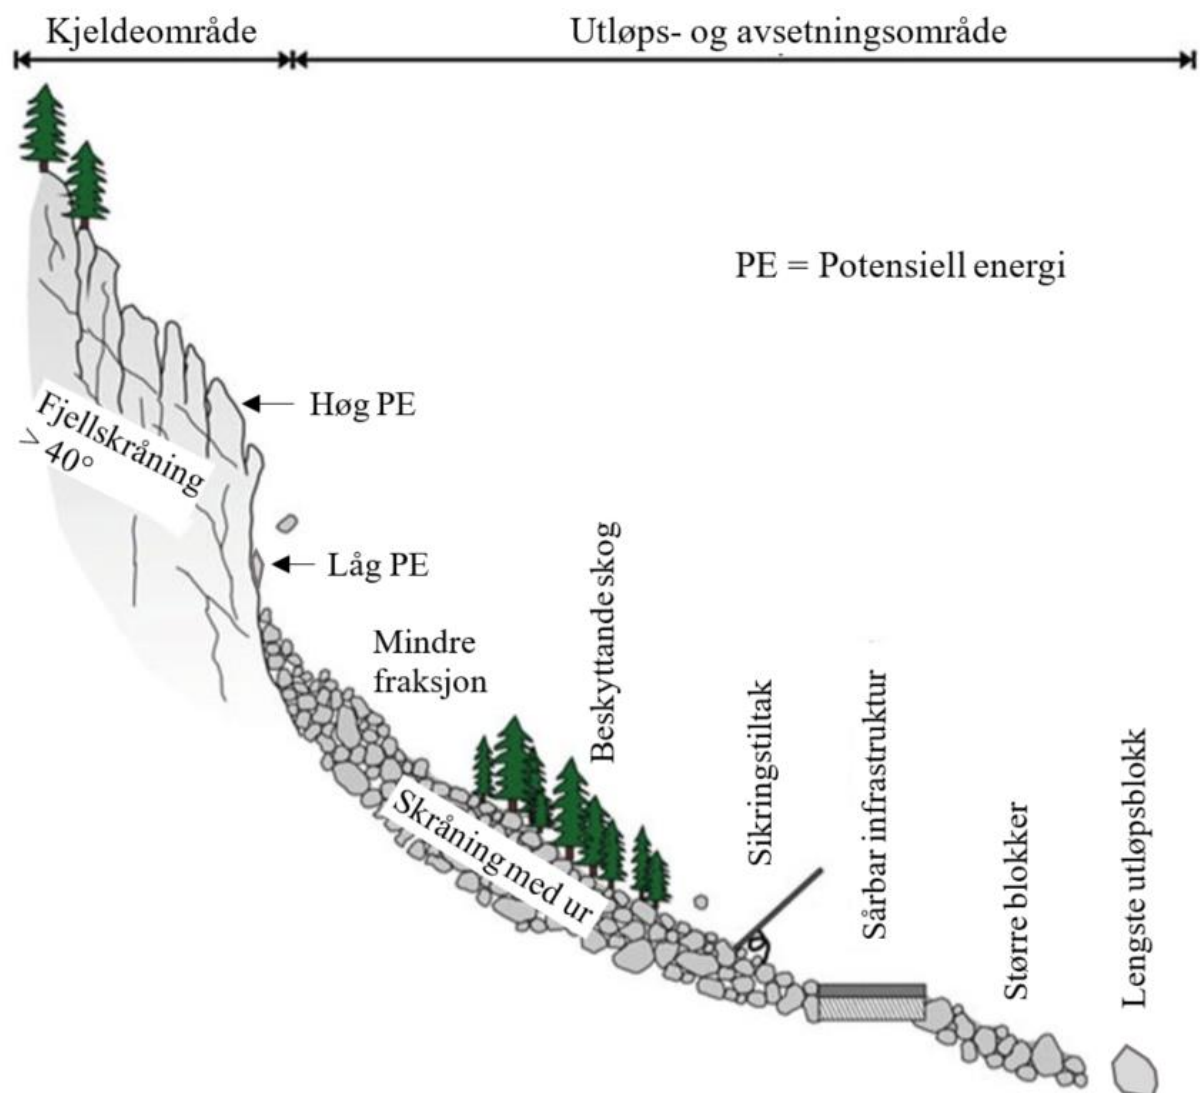 Kjeldeområde
Utløps- og avsetningsområde
PE = Potensiell energi
Høg PE
Fjellskråning
> 40°
Låg PE
Mindre
fraksjon
Beskyttande skog
Sikringstiltak
Sårbar infrastruktur
Større blokker
Lengste utløpsblokk
Skråning med ur